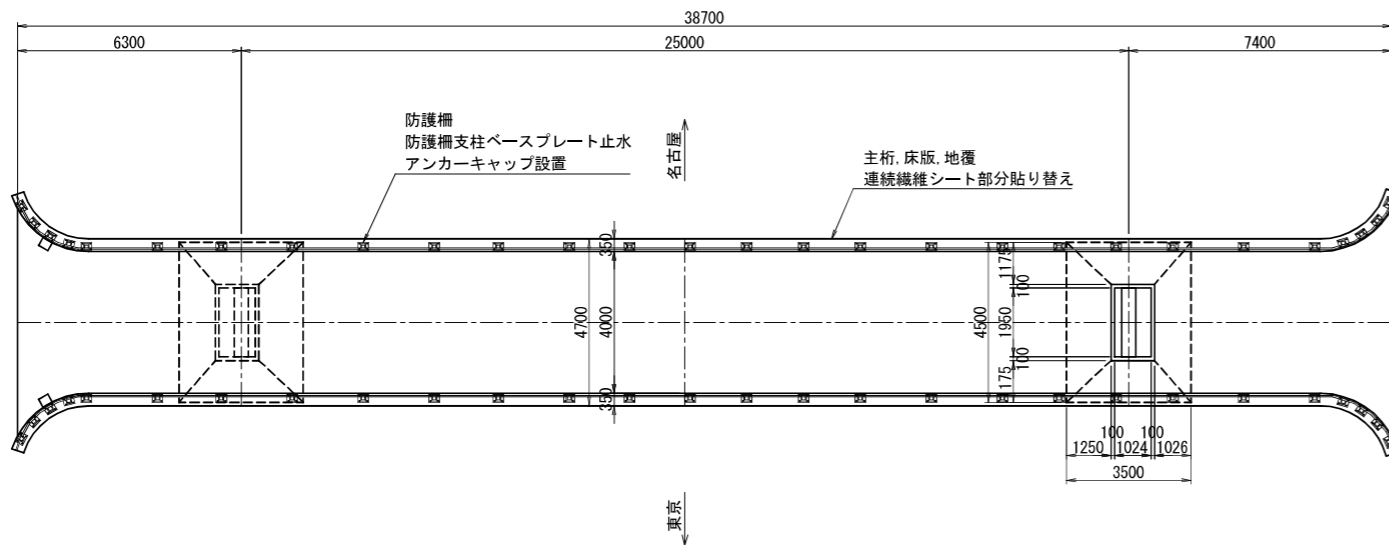 38700
6300
25000
7400
防護柵
防護柵支柱ベースプレート止水
アンカーキャップ設置
名古屋
主桁, 床版, 地覆
連続繊維シート部分貼り替え
350
4700
4000
350
4500
1175
100
1950
100
175
100
100
1250
1024
1026
3500
東京